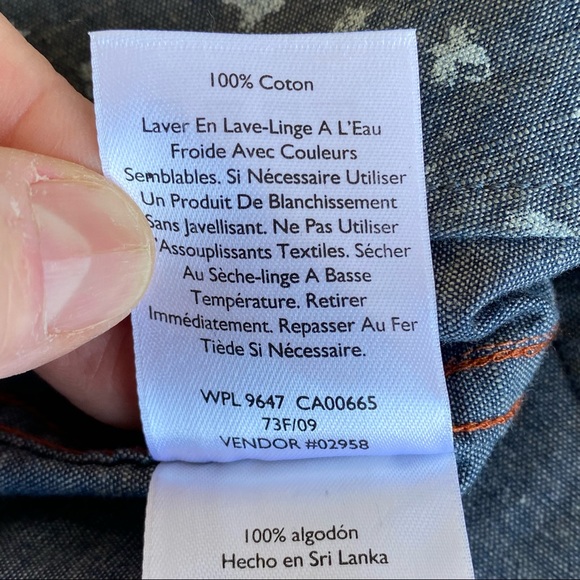 100% Coton
Laver En Lave-Linge A L'Eau
Froide Avec Couleurs
Semblables. Si Nécessaire Utiliser
Un Produit De Blanchissement
Sans Javellisant. Ne Pas Utiliser
'Assouplissants Textiles. Sécher
Au Sèche-linge A Basse
Température. Retirer
Immédiatement. Repasser Au Fer
Tiède Si Nécessaire.
WPL 9647 CA00665
73F/09
VENDOR #02958
100% algodón
Hecho en Sri Lanka